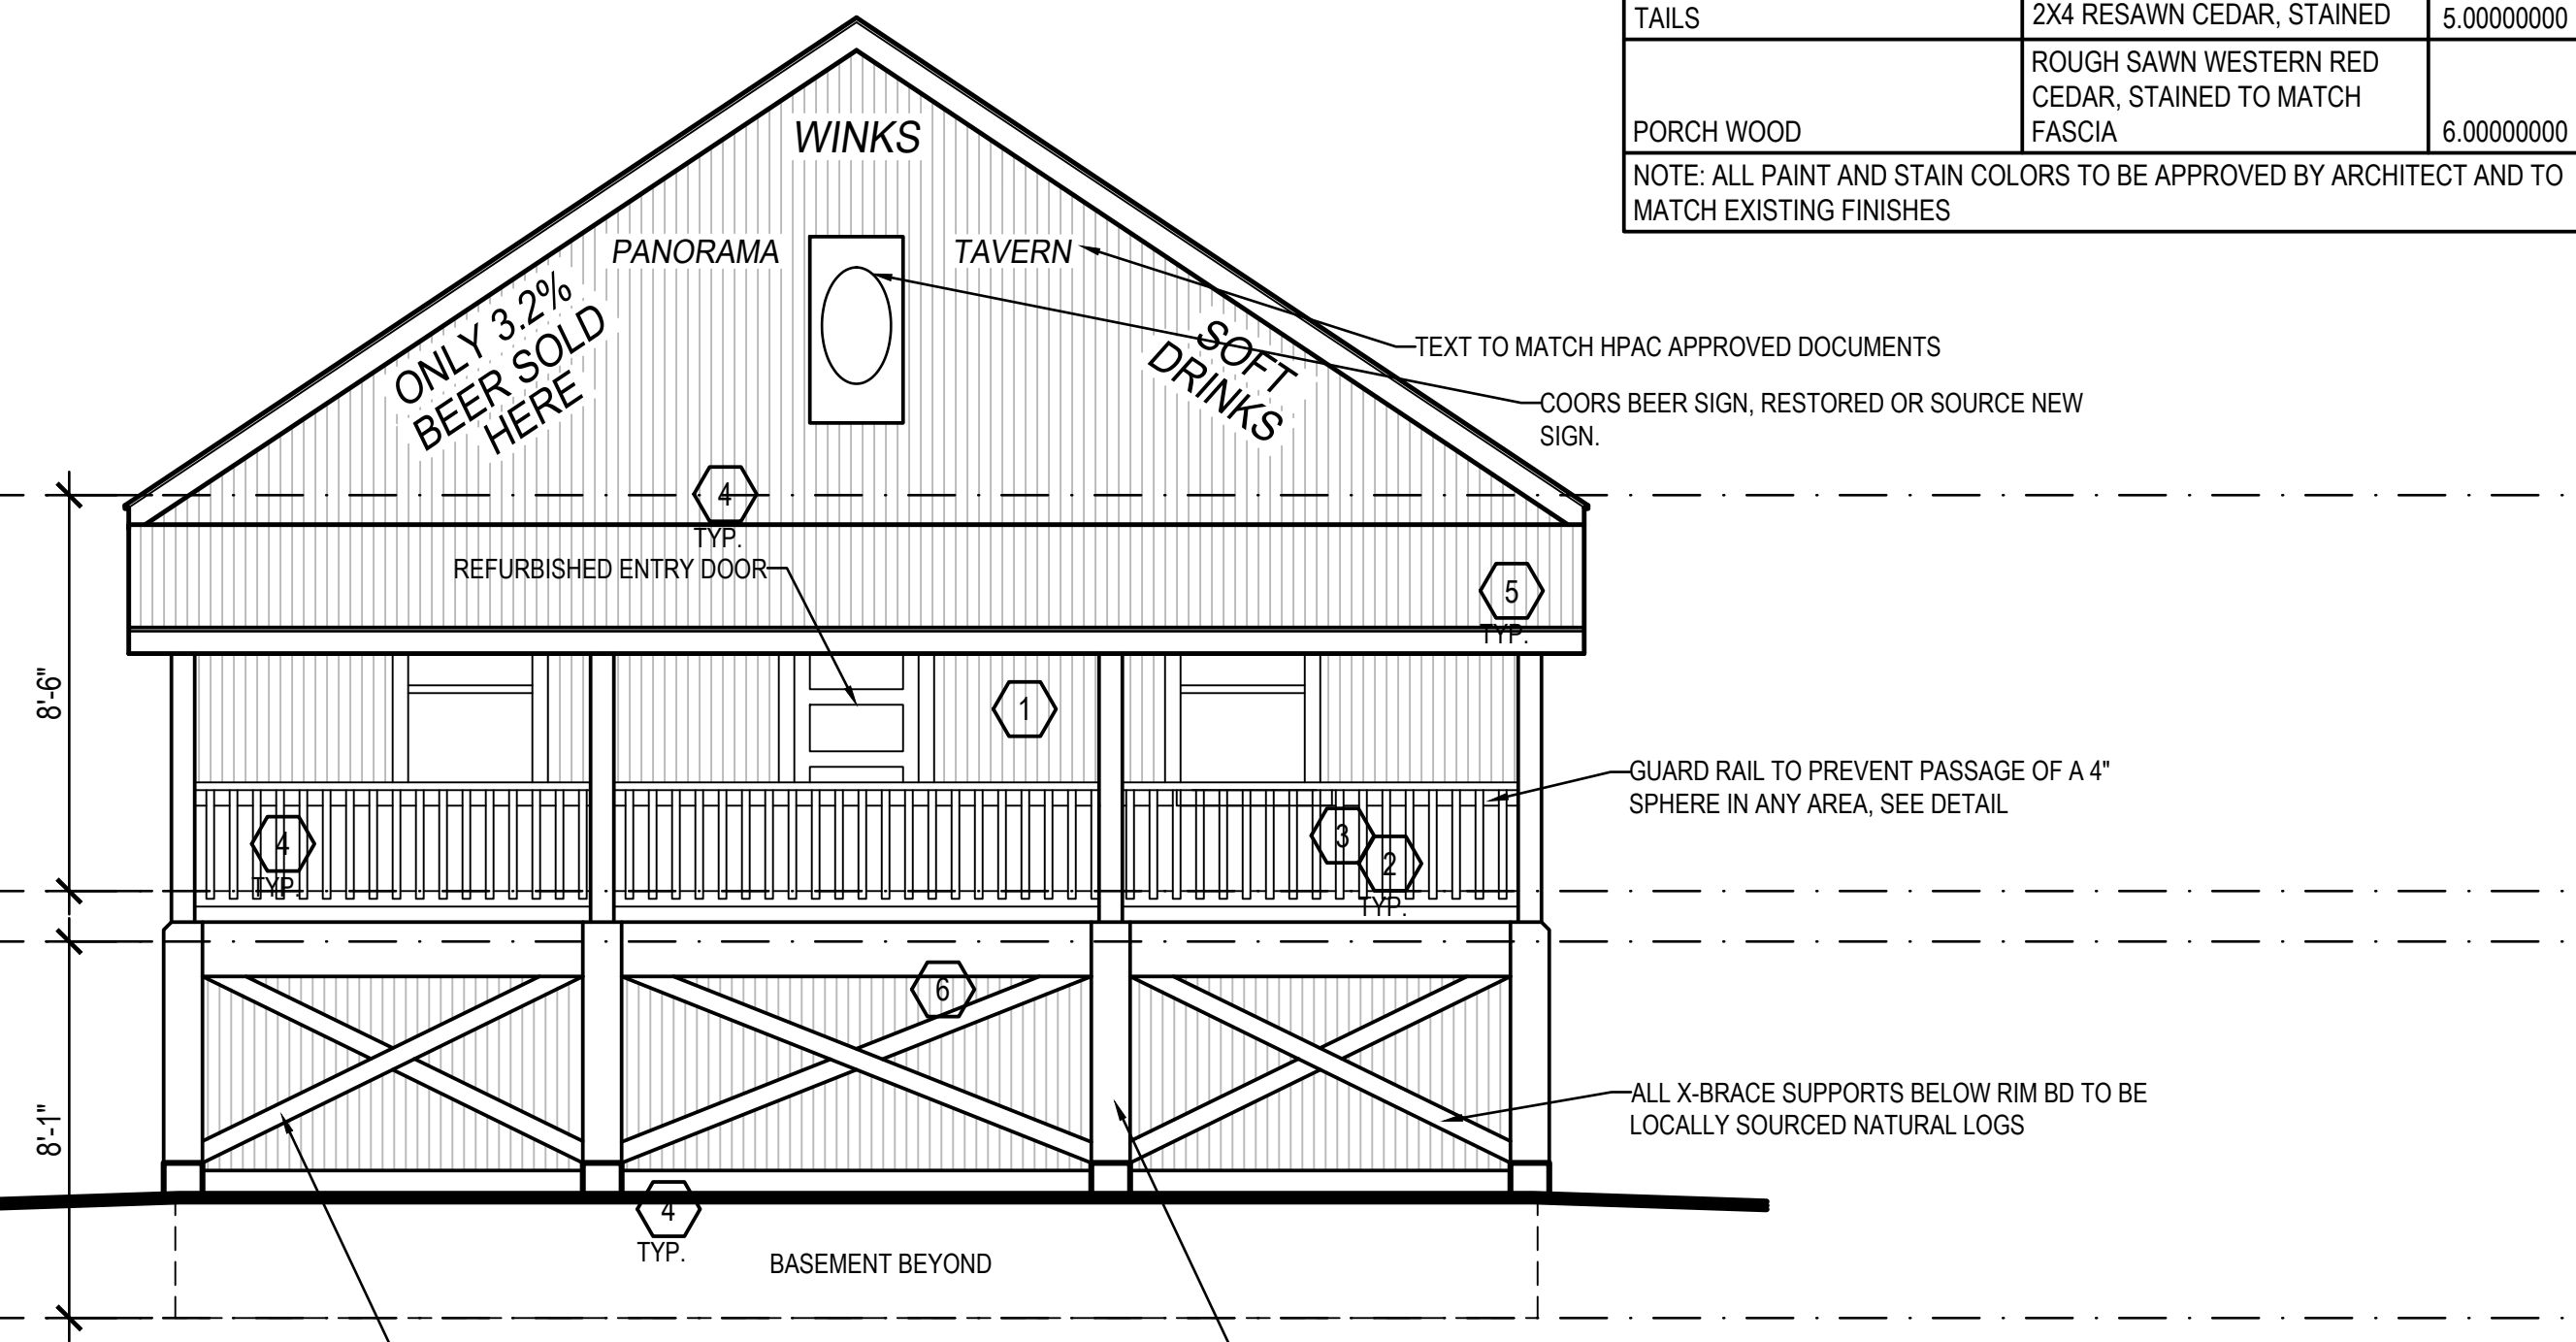 TAILS
2X4 RESAWN CEDAR, STAINED
5.00000000
PORCH WOOD
ROUGH SAWN WESTERN RED
CEDAR, STAINED TO MATCH
FASCIA
6.00000000
NOTE: ALL PAINT AND STAIN COLORS TO BE APPROVED BY ARCHITECT AND TO
MATCH EXISTING FINISHES
WINKS
PANORAMA
TAVERN
ONLY 3.2%
BEER SOLD
HERE
SOFT
DRINKS
TEXT TO MATCH HPAC APPROVED DOCUMENTS
COORS BEER SIGN, RESTORED OR SOURCE NEW
SIGN.
4
TYP.
REFURBISHED ENTRY DOOR
5
TYP.
8'-6"
1
GUARD RAIL TO PREVENT PASSAGE OF A 4"
SPHERE IN ANY AREA, SEE DETAIL
4
TYP.
3
2
TYP.
6
8'-1"
ALL X-BRACE SUPPORTS BELOW RIM BD TO BE
LOCALLY SOURCED NATURAL LOGS
4
TYP.
BASEMENT BEYOND